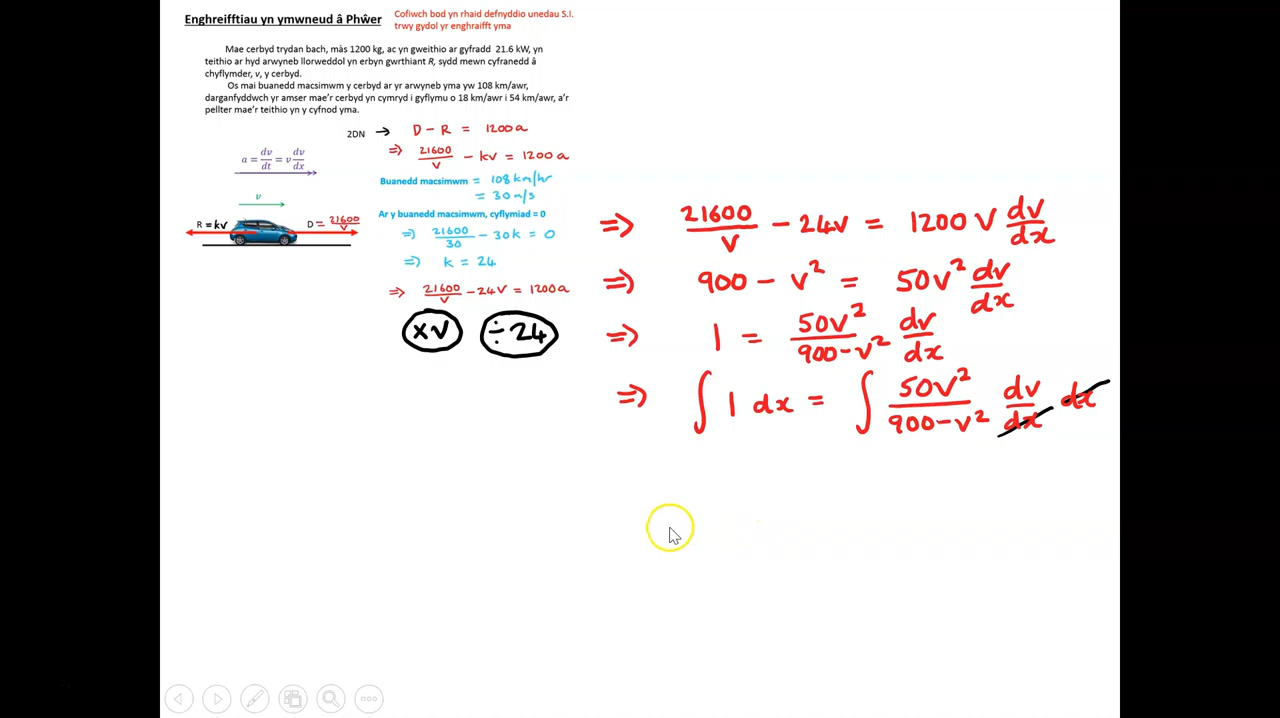 Enghreifftiau yn ymwneud â Phŵer
Cofiwch bod yn rhaid defnyddio unedau S.I.
trwy gydol yr enghraifft yma
Mae cerbyd trydan bach, màs 1200 kg, ac yn gweithio ar gyfradd 21.6 kW, yn
teithio ar hyd arwyneb llorweddol yn erbyn gwrthiant R, sydd mewn cyfranedd â
chyflymder, v, y cerbyd.
Os mai buanedd macsimwm y cerbyd ar yr arwyneb yma yw 108 km/awr,
darganfyddwch yr amser mae'r cerbyd yn cymryd i gyflymu o 18 km/awr i 54 km/awr, a'r
pellter mae'r teithio yn y cyfnod yma.
2DN → D – R = 1200a
⇒ 21600/v – kv = 1200a
a = dv/dt = v dv/dx
Buanedd macsimwm = 108 km/hr
= 30 m/s
v
Ar y buanedd macsimwm, cyflymiad = 0
R = kv
D = 21600/v
⇒ 21600/30 – 30k = 0
⇒ k = 24
⇒ 21600/v – 24v = 1200a
×v ÷24
⇒ 21600/v – 24v = 1200 v dv/dx
⇒ 900 – v² = 50v² dv/dx
⇒ 1 = 50v²/900–v² dv/dx
⇒ ∫ 1 dx = ∫ 50v²/900–v² dv/dx dx